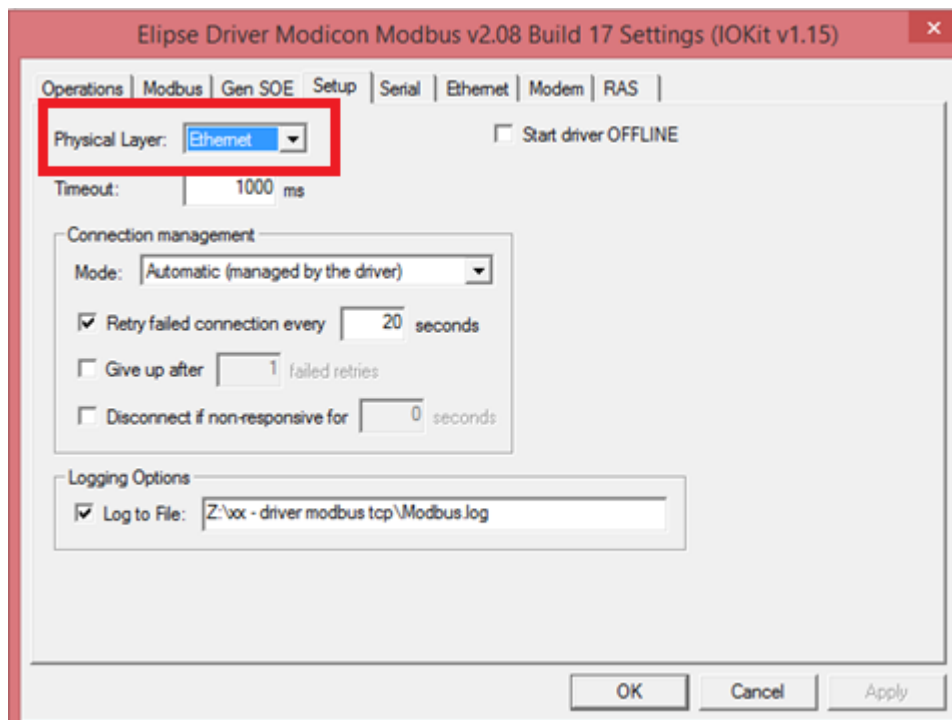 Elipse Driver Modicon Modbus v2.08 Build 17 Settings (IOKit v1.15)
Operations Modbus Gen SOE Setup Serial Ethernet Modem RAS
Physical Layer: Ethernet Start driver OFFLINE
Timeout: 1000 ms
Connection management
Mode: Automatic (managed by the driver)
Retry failed connection every 20 seconds
Give up after 1 failed retries
Disconnect if non-responsive for 0 seconds
Logging Options
Log to File: Z:\xx - driver modbus tcp\Modbus.log
OK Cancel Apply